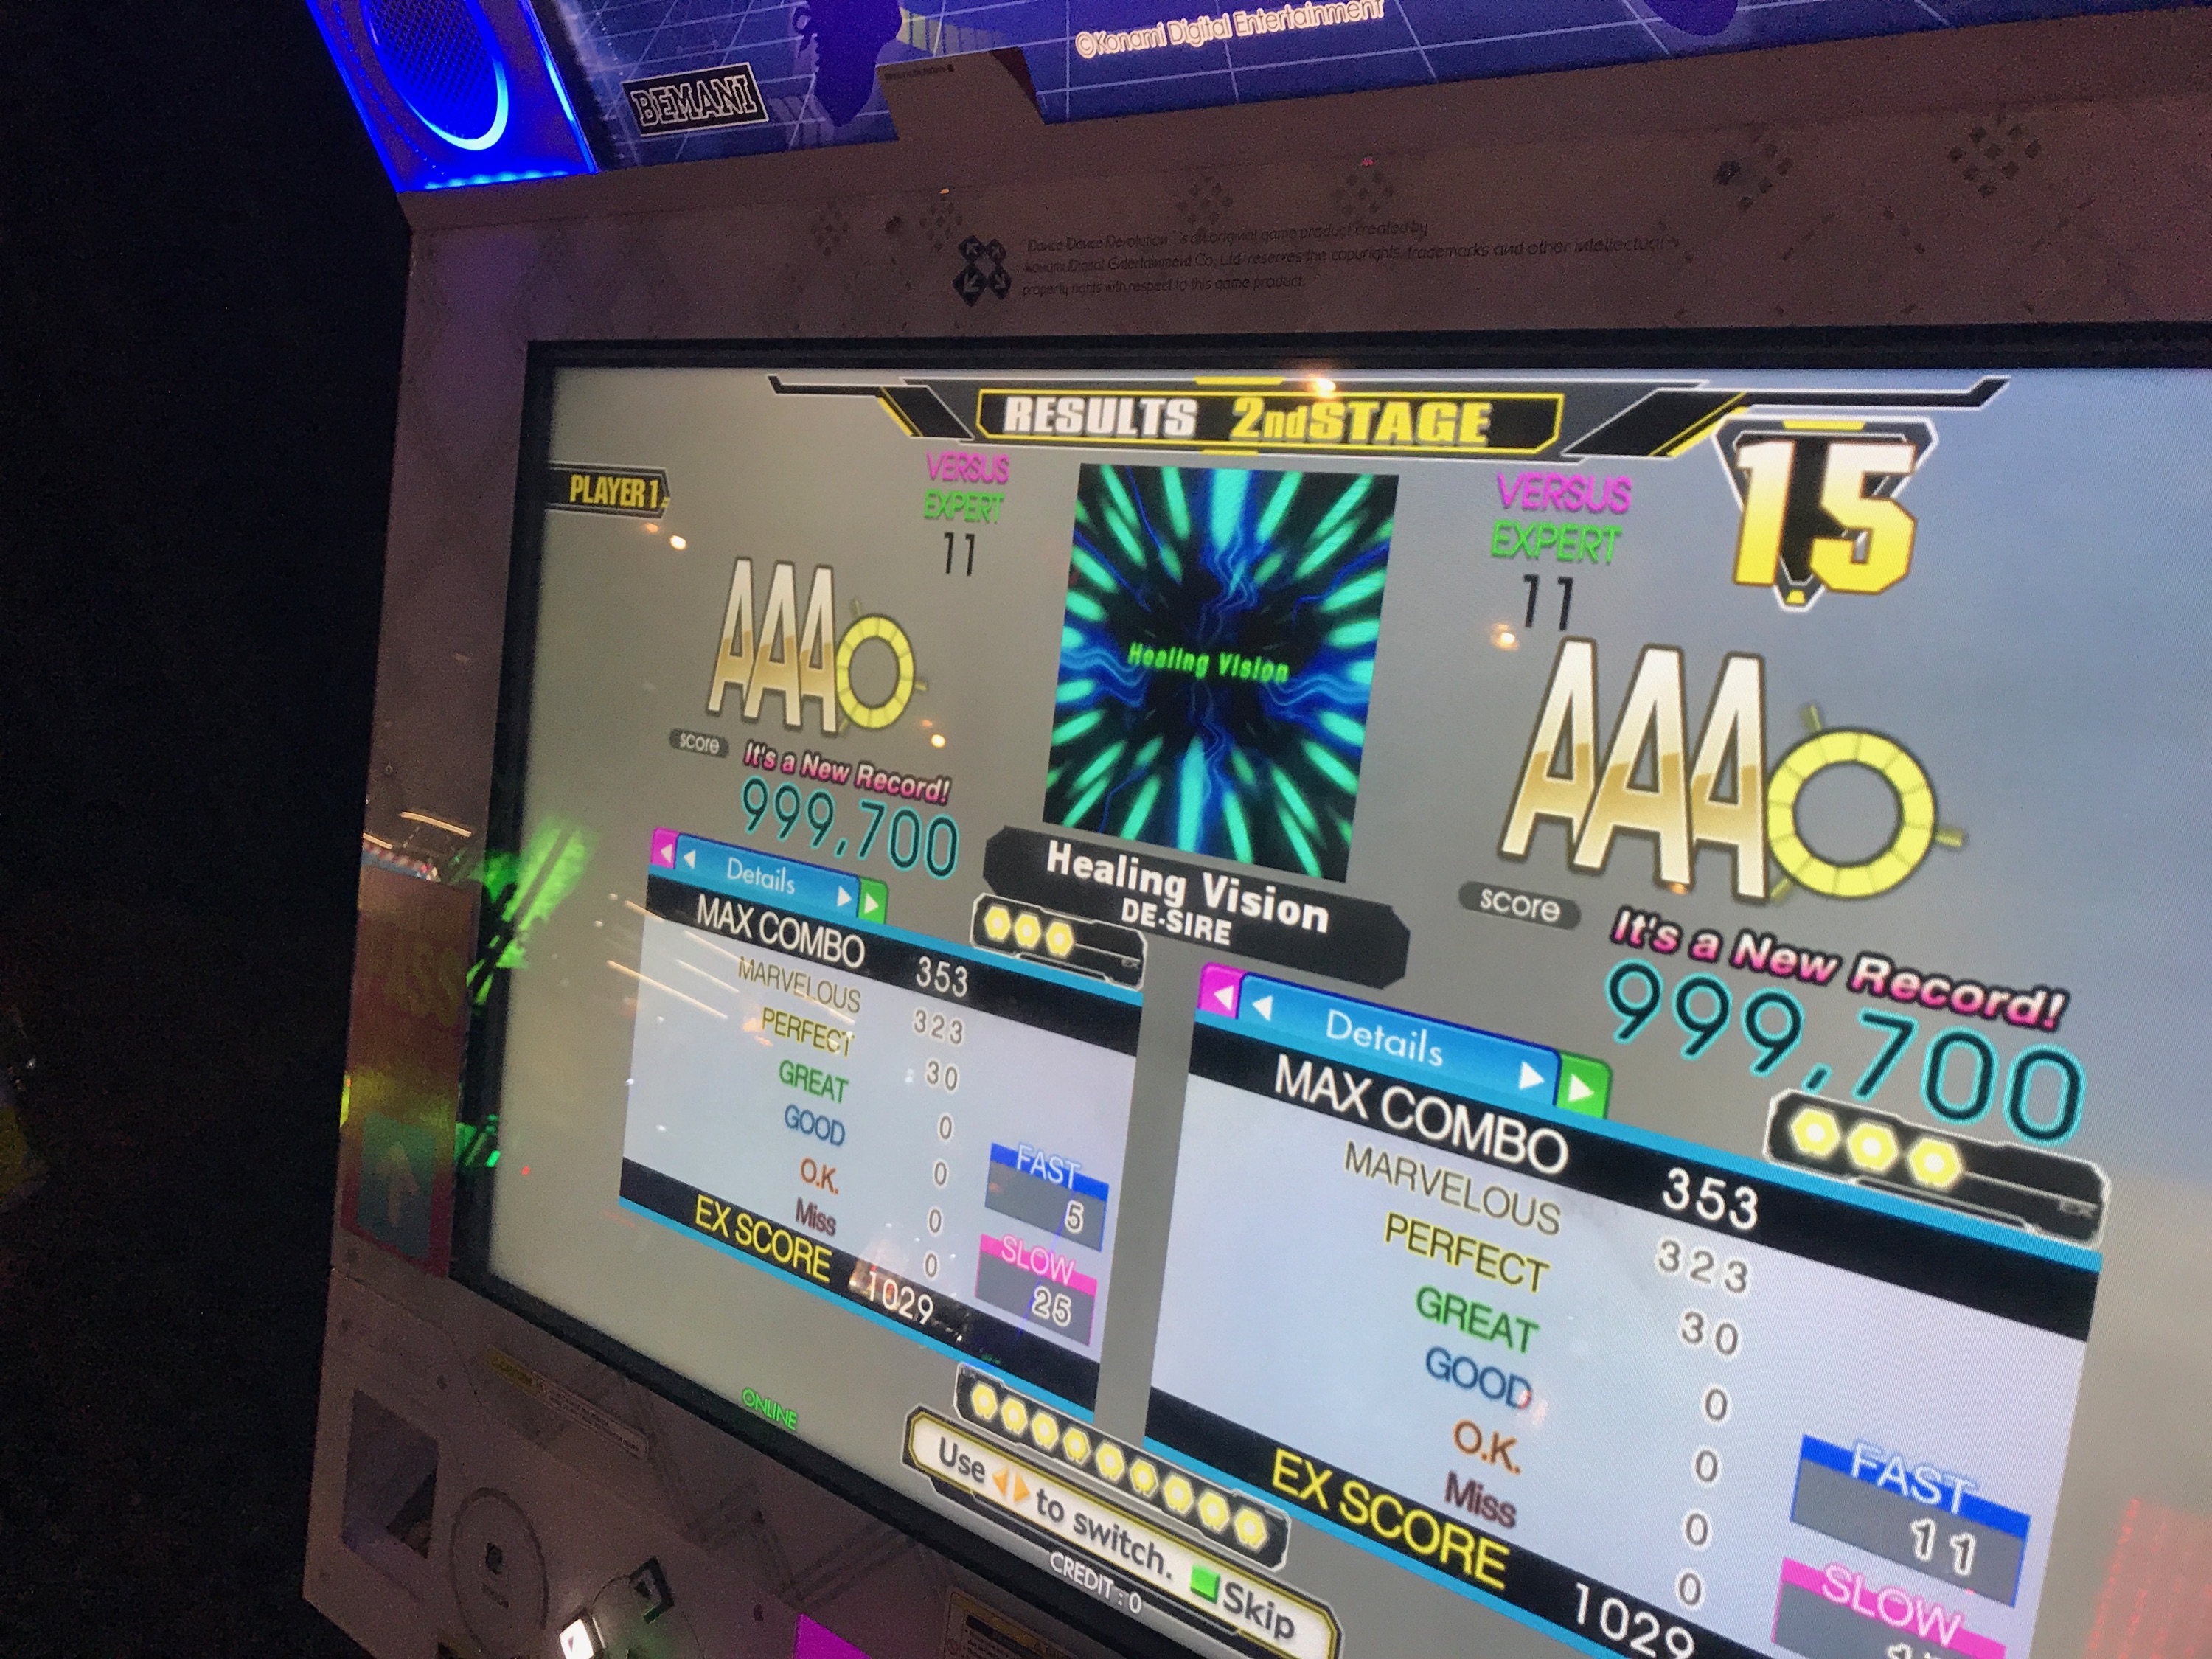 ©Konami Digital Entertainment
BEMANI
"Dance Dance Revolution" is an original game product created by
Konami Digital Entertainment Co., Ltd. reserves the copyrights, trademarks and other intellectual
property rights with respect to this game product.
RESULTS 2ndSTAGE
PLAYER 1
VERSUS
EXPERT
11
AAA
score
It's a New Record!
999,700
Details
MAX COMBO 353
MARVELOUS 323
PERFECT 30
GREAT 0
GOOD 0
O.K. 0
Miss 0
EX SCORE 1029
FAST
5
SLOW
25
Healing Vision
Healing Vision
DE-SIRE
15
VERSUS
EXPERT
11
AAA
score
It's a New Record!
999,700
Details
MAX COMBO 353
MARVELOUS 323
PERFECT 30
GREAT 0
GOOD 0
O.K. 0
Miss 0
EX SCORE 1029
FAST
11
SLOW
ONLINE
Use to switch. Skip
CREDIT : 0